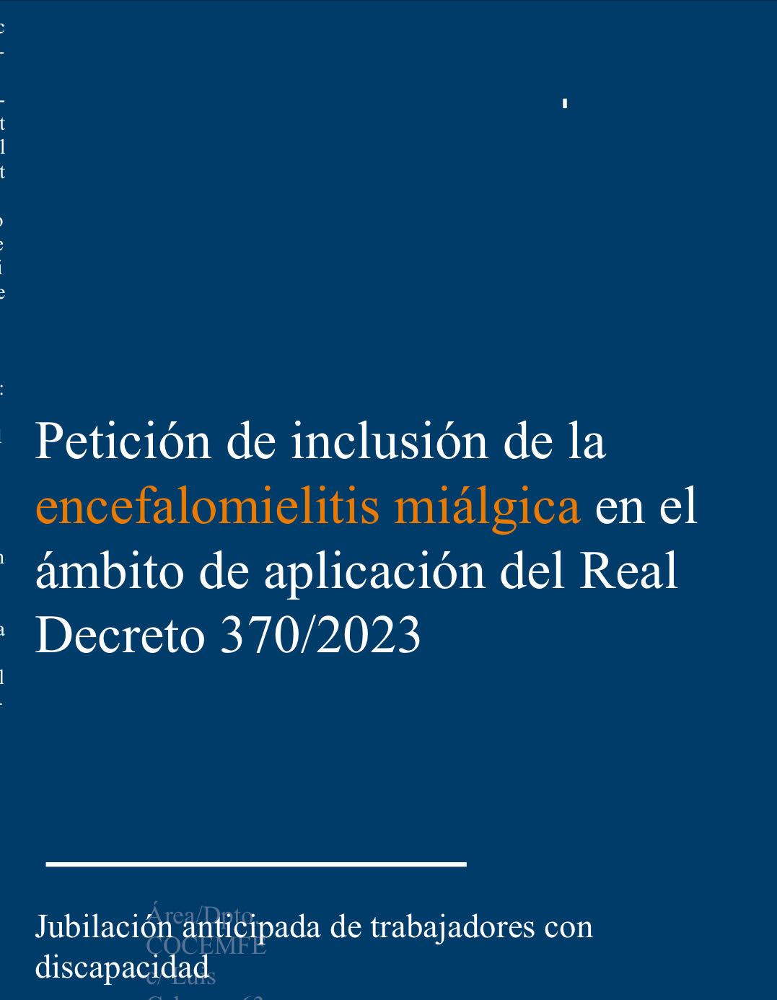 Petición de inclusión de la
encefalomielitis miálgica en el
ámbito de aplicación del Real
Decreto 370/2023
Área/Dpto.
Jubilación anticipada de trabajadores con
COCEMFE
discapacidad
c/ Luis